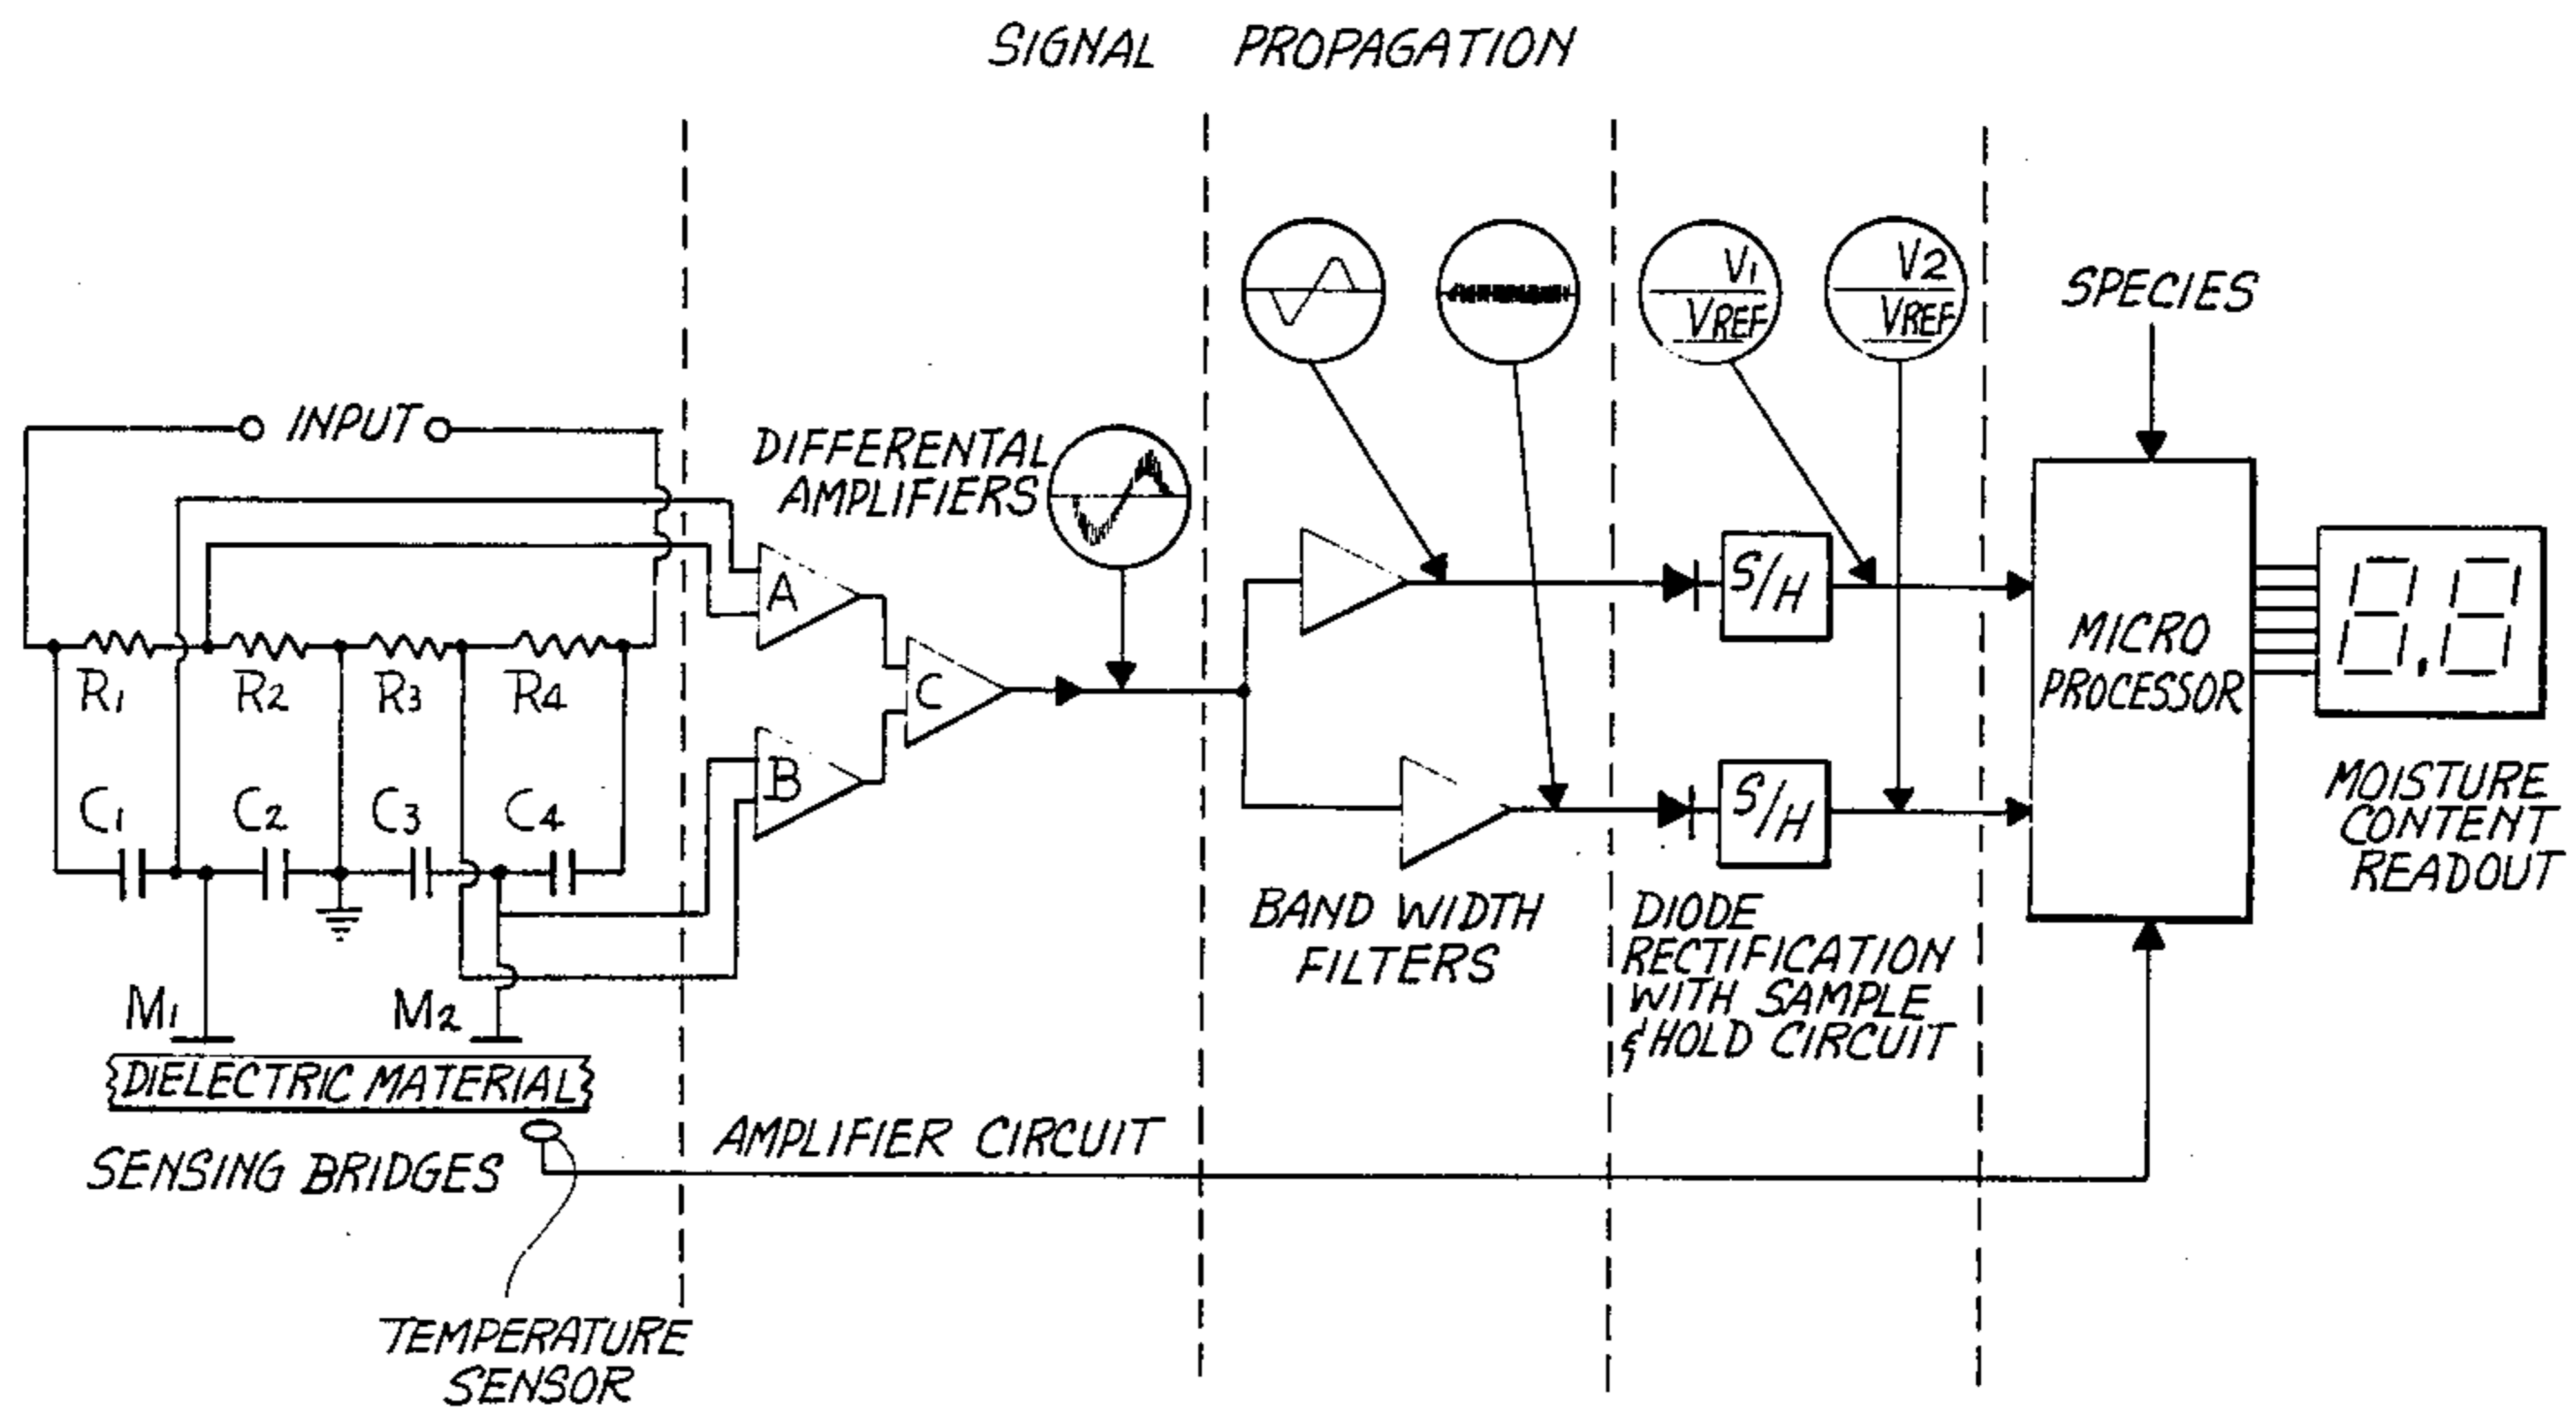 SIGNAL PROPAGATION
INPUT
R1
R2
R3
R4
C1
C2
C3
C4
M1
M2
DIELECTRIC MATERIAL
SENSING BRIDGES
TEMPERATURE
SENSOR
DIFFERENTAL
AMPLIFIERS
A
B
C
AMPLIFIER CIRCUIT
BAND WIDTH
FILTERS
V1
VREF
V2
VREF
S/H
S/H
DIODE
RECTIFICATION
WITH SAMPLE
& HOLD CIRCUIT
SPECIES
MICRO
PROCESSOR
8.8
MOISTURE
CONTENT
READOUT